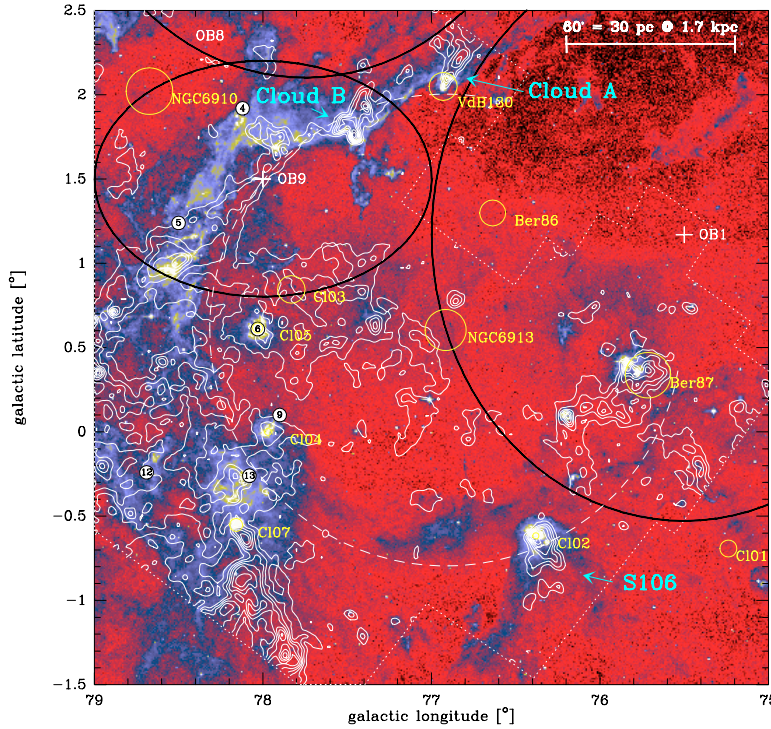 2.5
OB8
60' = 30 pc @ 1.7 kpc
2
NGC6910
Cloud B
Cloud A
VdB130
4
1.5
OB9
5
Ber86
OB1
1
Cl03
6
Cl05
NGC6913
0.5
Ber87
9
0
Cl04
12
13
−0.5
Cl07
Cl02
Cl01
S106
−1
−1.5
79
78
77
76
75
galactic longitude [°]
galactic latitude [°]